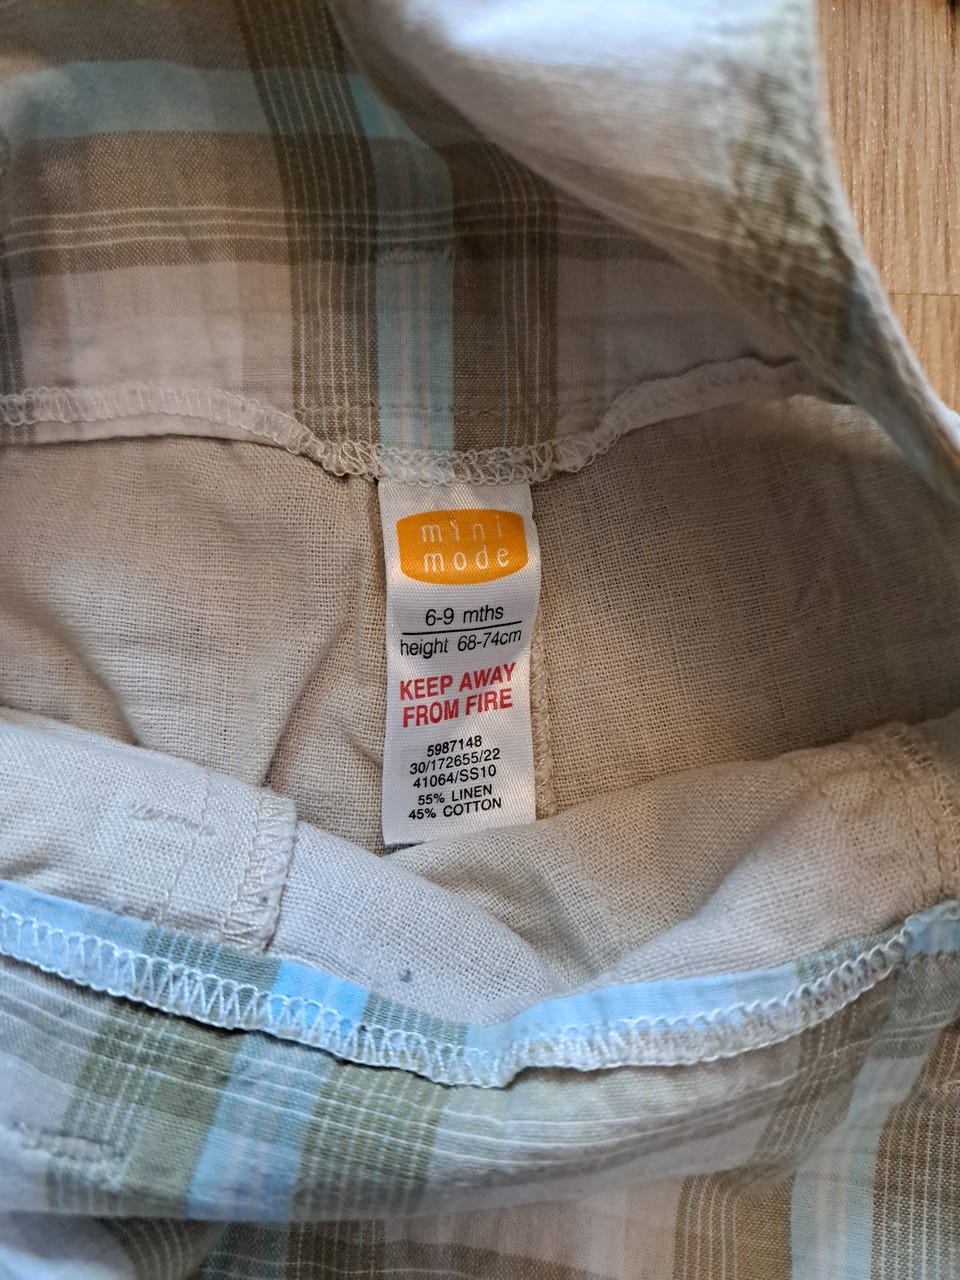 mini
mode
6-9 mths
height 68-74cm
KEEP AWAY
FROM FIRE
5987148
30/172655/22
41064/SS10
55% LINEN
45% COTTON